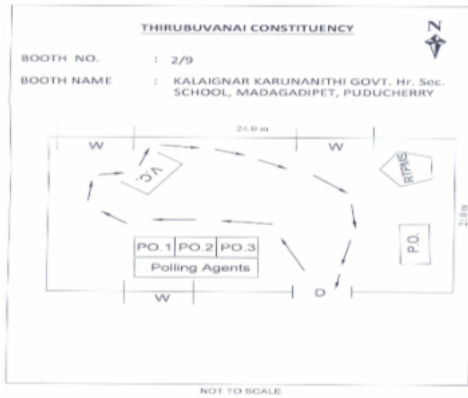 THIRUBUVANAI CONSTITUENCY
N
BOOTH NO. : 2/9
BOOTH NAME : KALAIGNAR KARUNANITHI GOVT. Hr. Sec.
SCHOOL, MADAGADIPET, PUDUCHERRY
W
W
V.C.
P.O.
PO.1 PO.2 PO.3
Polling Agents
W
D
NOT TO SCALE